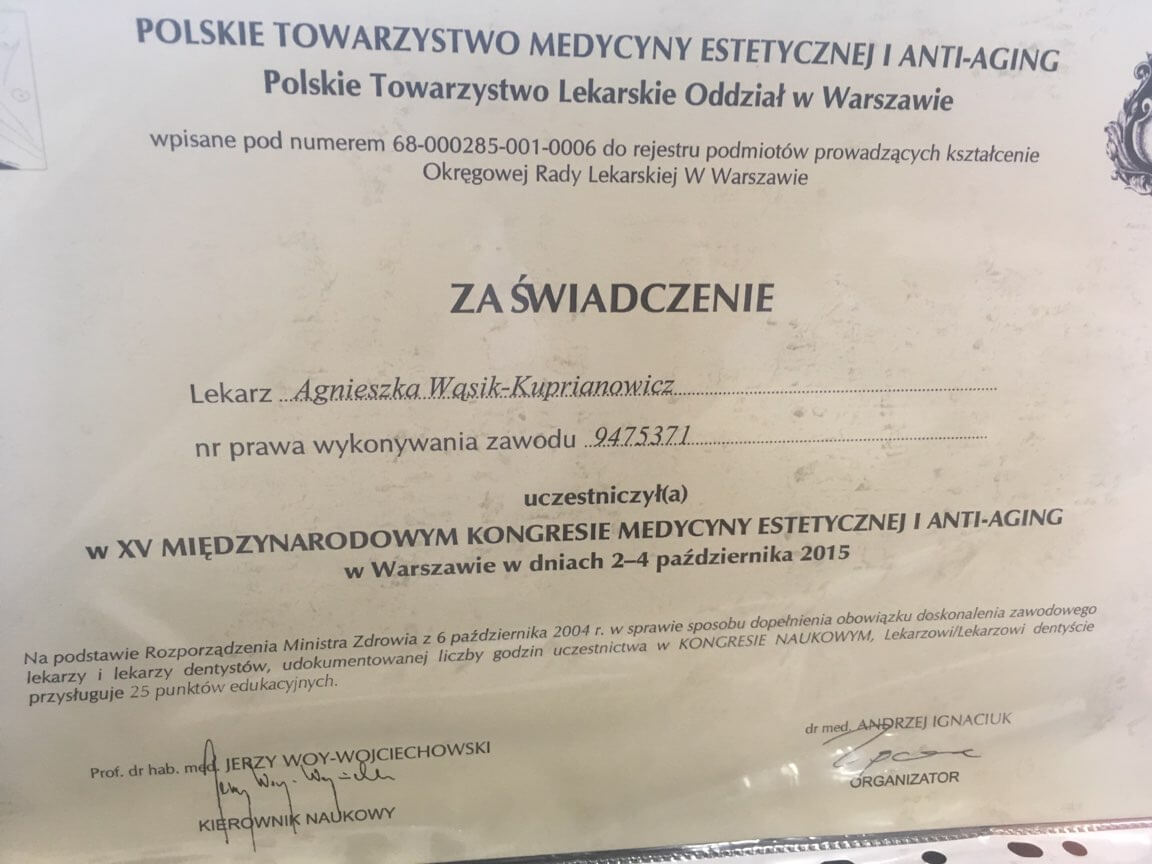 POLSKIE TOWARZYSTWO MEDYCYNY ESTETYCZNEJ I ANTI-AGING
Polskie Towarzystwo Lekarskie Oddział w Warszawie
wpisane pod numerem 68-000285-001-0006 do rejestru podmiotów prowadzących kształcenie
Okręgowej Rady Lekarskiej W Warszawie
ZAŚWIADCZENIE
Lekarz Agnieszka Wąsik-Kuprianowicz
nr prawa wykonywania zawodu 9475371
uczestniczył(a)
w XV MIĘDZYNARODOWYM KONGRESIE MEDYCYNY ESTETYCZNEJ I ANTI-AGING
w Warszawie w dniach 2–4 października 2015
Na podstawie Rozporządzenia Ministra Zdrowia z 6 października 2004 r. w sprawie sposobu dopełnienia obowiązku doskonalenia zawodowego
lekarzy i lekarzy dentystów, udokumentowanej liczby godzin uczestnictwa w KONGRESIE NAUKOWYM, Lekarzowi/Lekarzowi dentyście
przysługuje 25 punktów edukacyjnych.
Prof. dr hab. med. JERZY WOY-WOJCIECHOWSKI
KIEROWNIK NAUKOWY
dr med. ANDRZEJ IGNACIUK
ORGANIZATOR